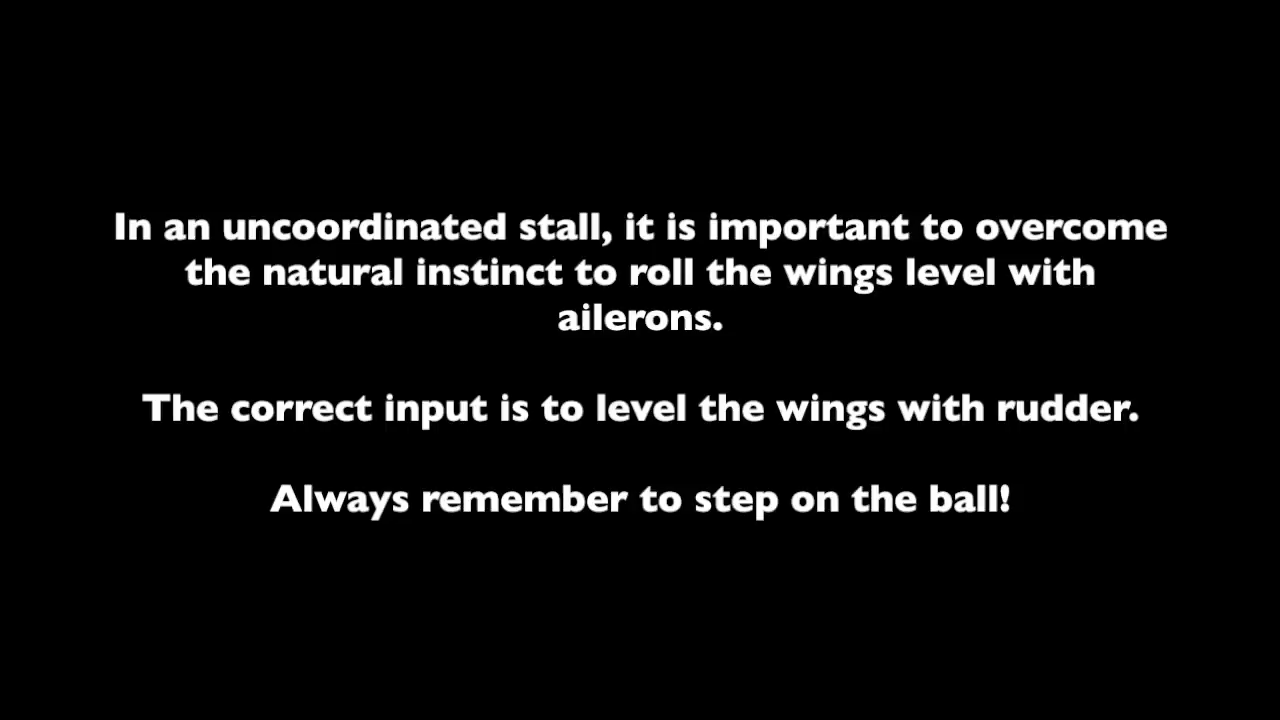 In an uncoordinated stall, it is important to overcome
the natural instinct to roll the wings level with
ailerons.
The correct input is to level the wings with rudder.
Always remember to step on the ball!